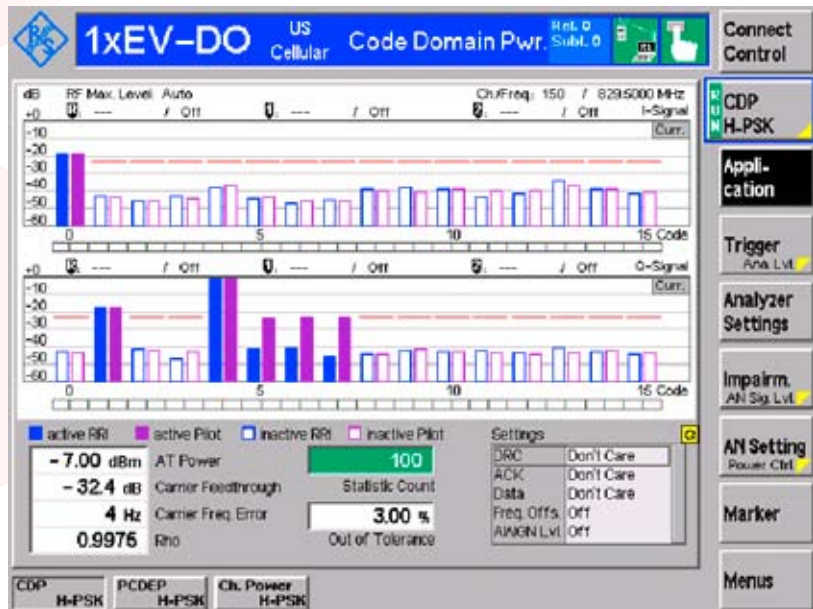 1xEV-DO US Cellular Code Domain Pwr. Rel. 0 Subt. 0
Connect Control
dB RF Max. Level: Auto Ch./Freq.: 150 / 829.5000 MHz
+0 --- / Off --- / Off --- / Off I-Signal
-10 Curr.
-20
-30
-40
-50
-60
0 5 10 15 Code
+0 --- / Off --- / Off --- / Off Q-Signal
-10 Curr.
-20
-30
-40
-50
-60
0 5 10 15 Code
active RRI active Pilot inactive RRI inactive Pilot
-7.00 dBm AT Power
-32.4 dB Carrier Feedthrough
4 Hz Carrier Freq. Error
0.9975 Rho
100
Statistic Count
3.00 %
Out of Tolerance
Settings
DRC Don't Care
ACK Don't Care
Data Don't Care
Freq. Offs. Off
AWGN Lvl. Off
RUN
CDP H-PSK
Appli-
cation
Trigger
Ana. Lvl.
Analyzer
Settings
Impairm.
AN Sig. Lvl.
AN Setting
Power Ctrl.
Marker
Menus
CDP H-PSK
PCDEP H-PSK
Ch. Power H-PSK